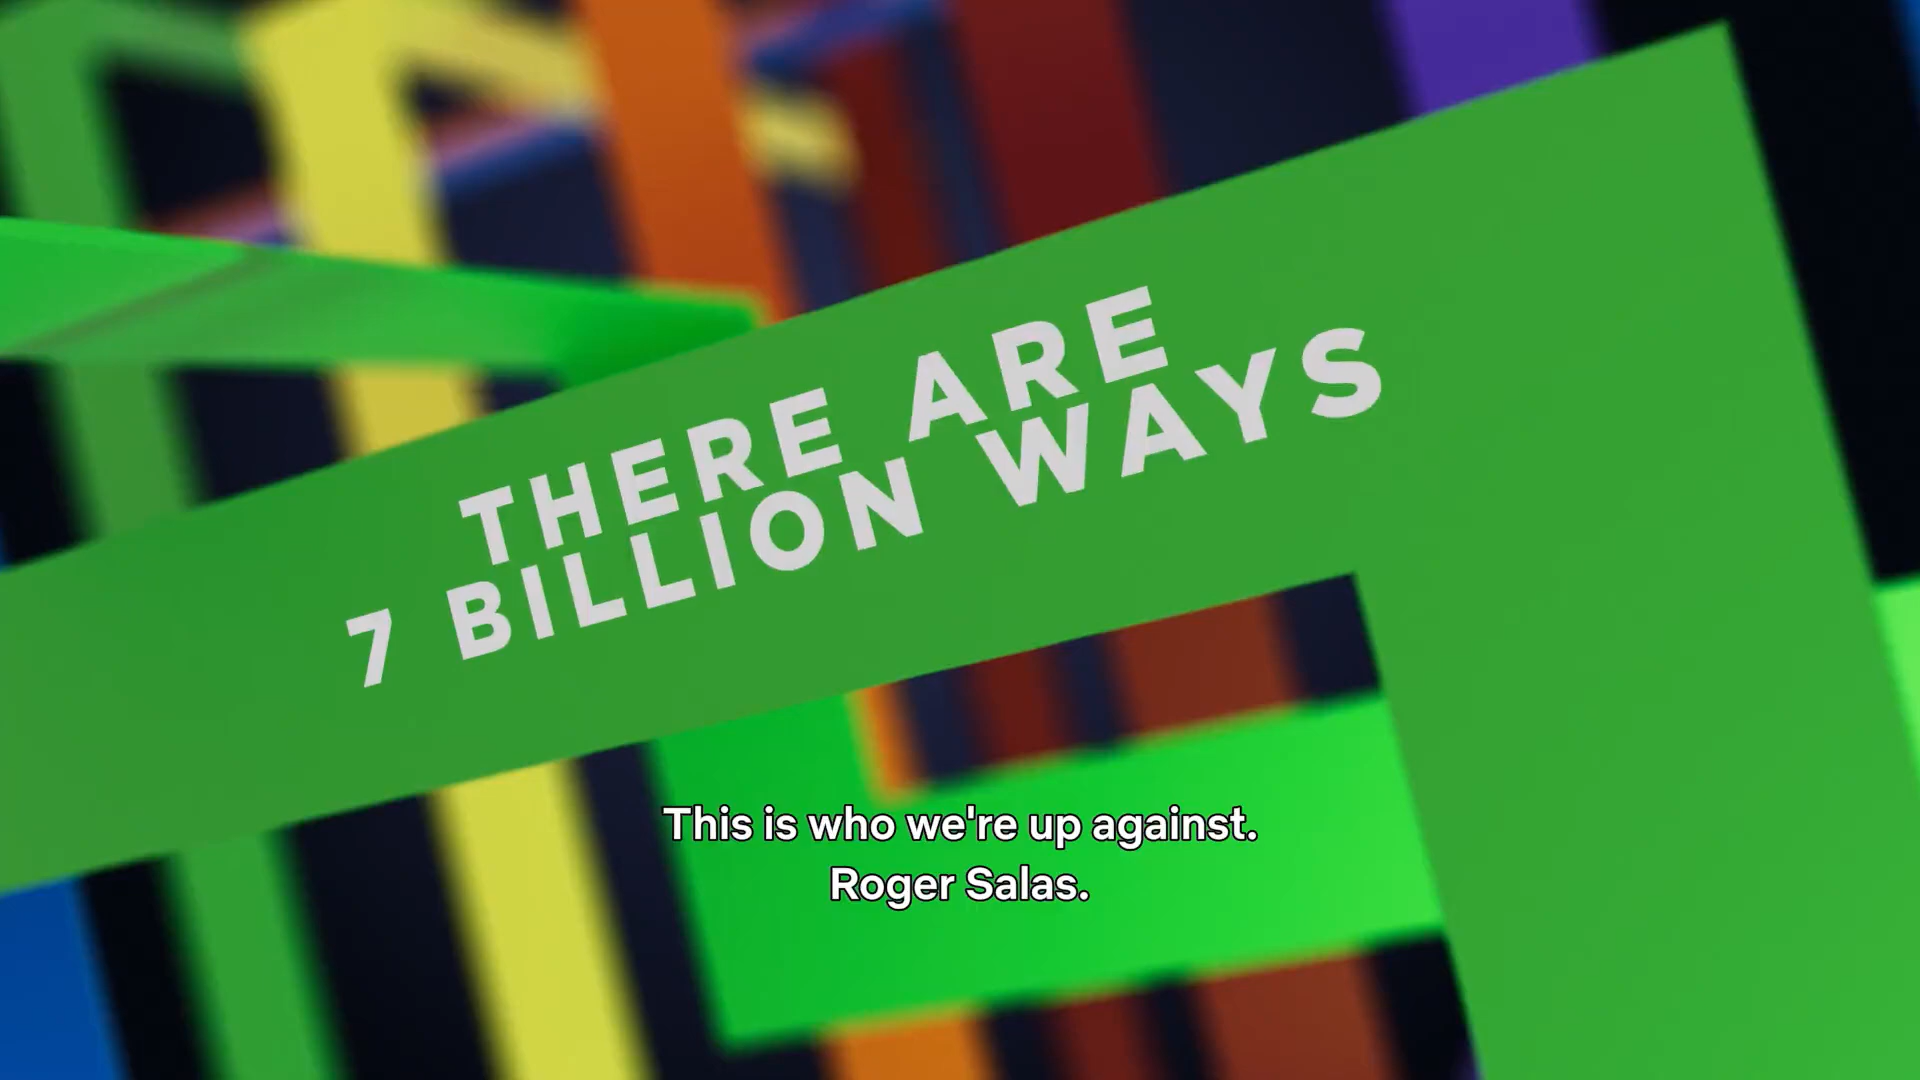 THERE ARE
7 BILLION WAYS
This is who we're up against.
Roger Salas.